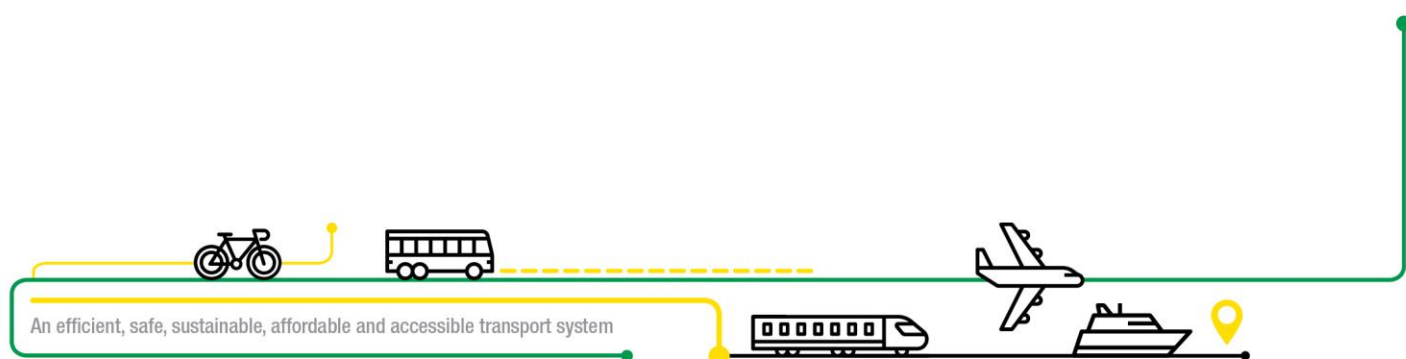 An efficient, safe, sustainable, affordable and accessible transport system